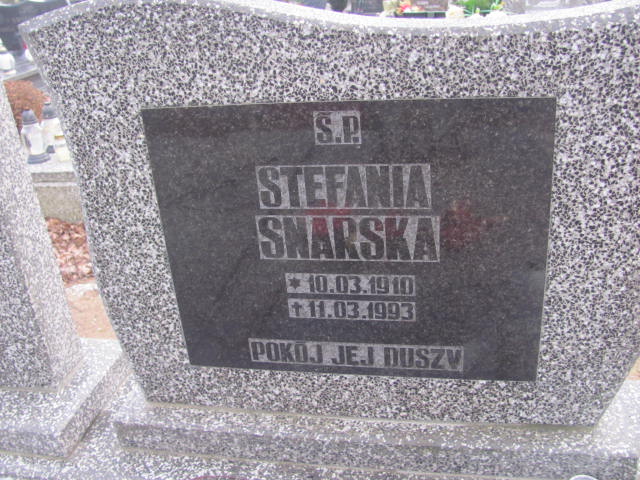 Ś.P.
STEFANIA
SNARSKA
* 10.03.1910
† 11.03.1993
POKÓJ JEJ DUSZY